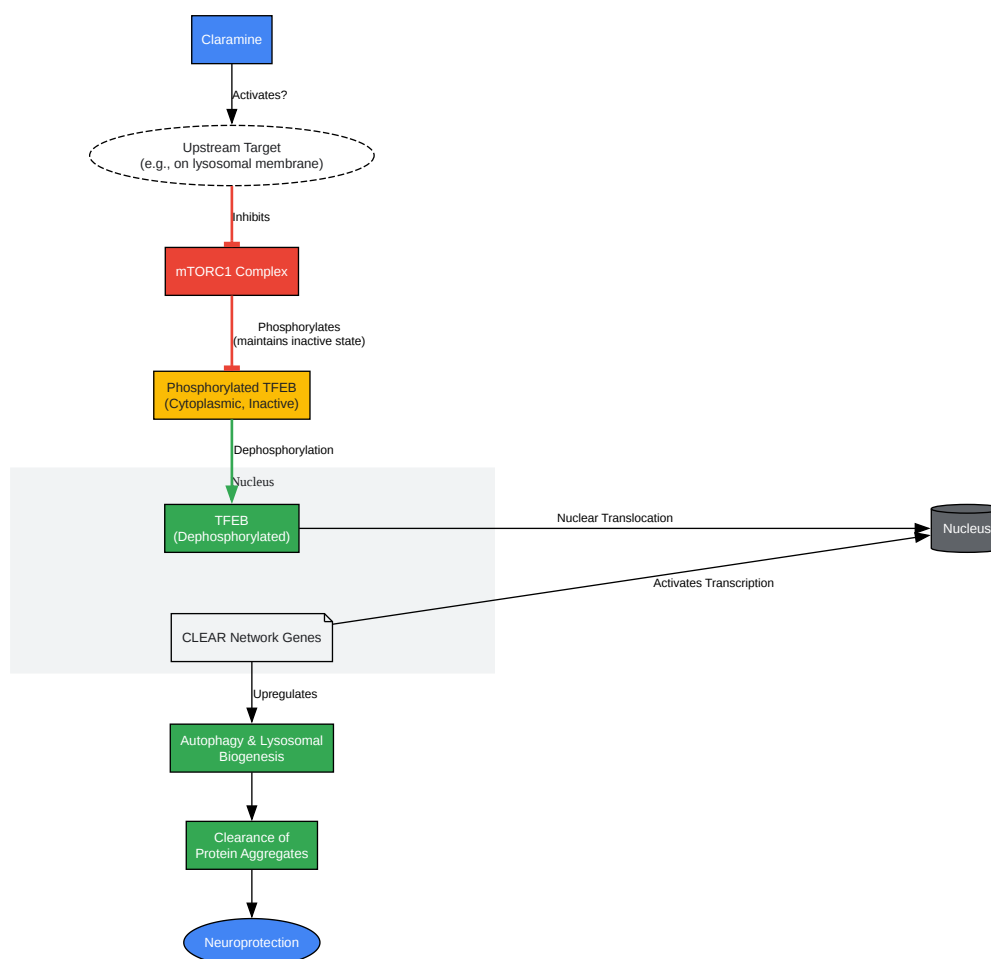 Claramine
Activates?
Upstream Target
(e.g., on lysosomal membrane)
Inhibits
mTORC1 Complex
Phosphorylates
(maintains inactive state)
Phosphorylated TFEB
(Cytoplasmic, Inactive)
Dephosphorylation
Nucleus
TFEB
(Dephosphorylated)
Nuclear Translocation
Nucleus
Activates Transcription
CLEAR Network Genes
Upregulates
Autophagy & Lysosomal
Biogenesis
Clearance of
Protein Aggregates
Neuroprotection